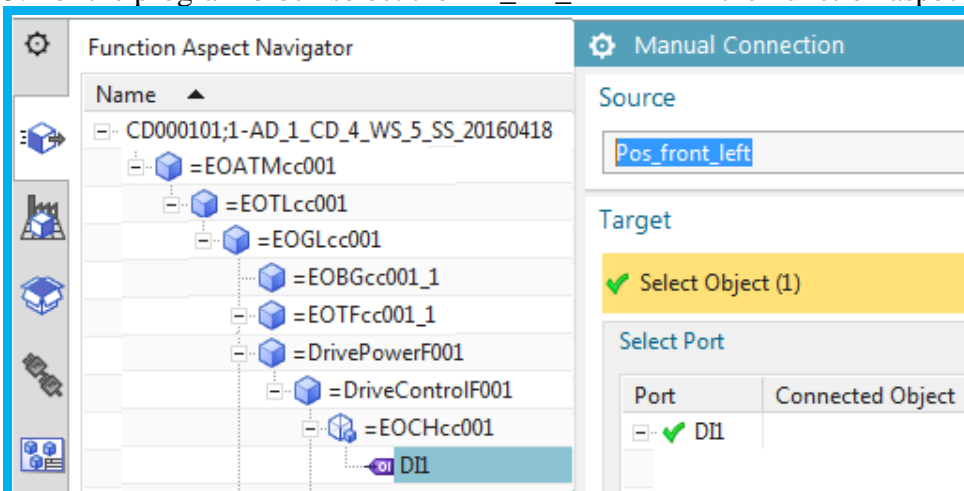 Function Aspect Navigator
Name
CD000101;1-AD_1_CD_4_WS_5_SS_20160418
=EOATMcc001
=EOTLcc001
=EOGLcc001
=EOBGcc001_1
=EOTFcc001_1
=DrivePowerF001
=DriveControlF001
=EOCHcc001
DI1
Manual Connection
Source
Pos_front_left
Target
Select Object (1)
Select Port
Port Connected Object
DI1